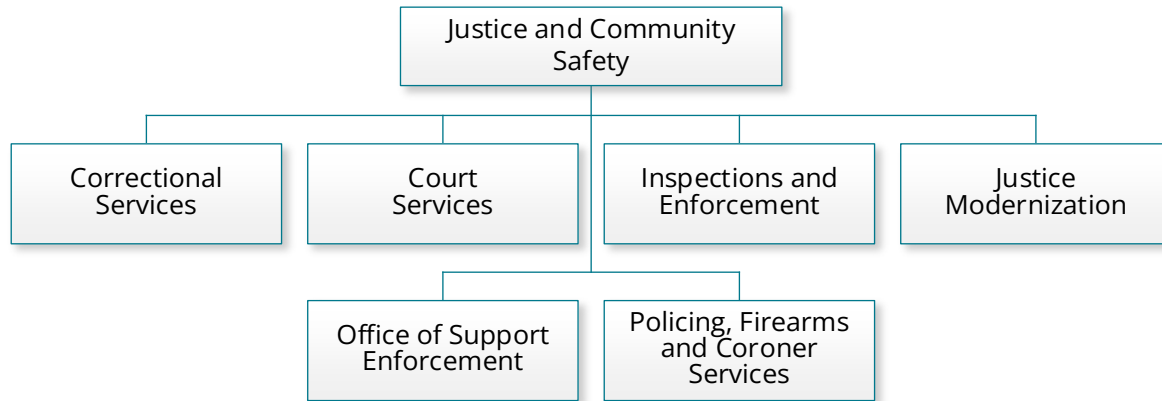 Justice and Community
Safety
Correctional
Services
Court
Services
Inspections and
Enforcement
Justice
Modernization
Office of Support
Enforcement
Policing, Firearms
and Coroner
Services